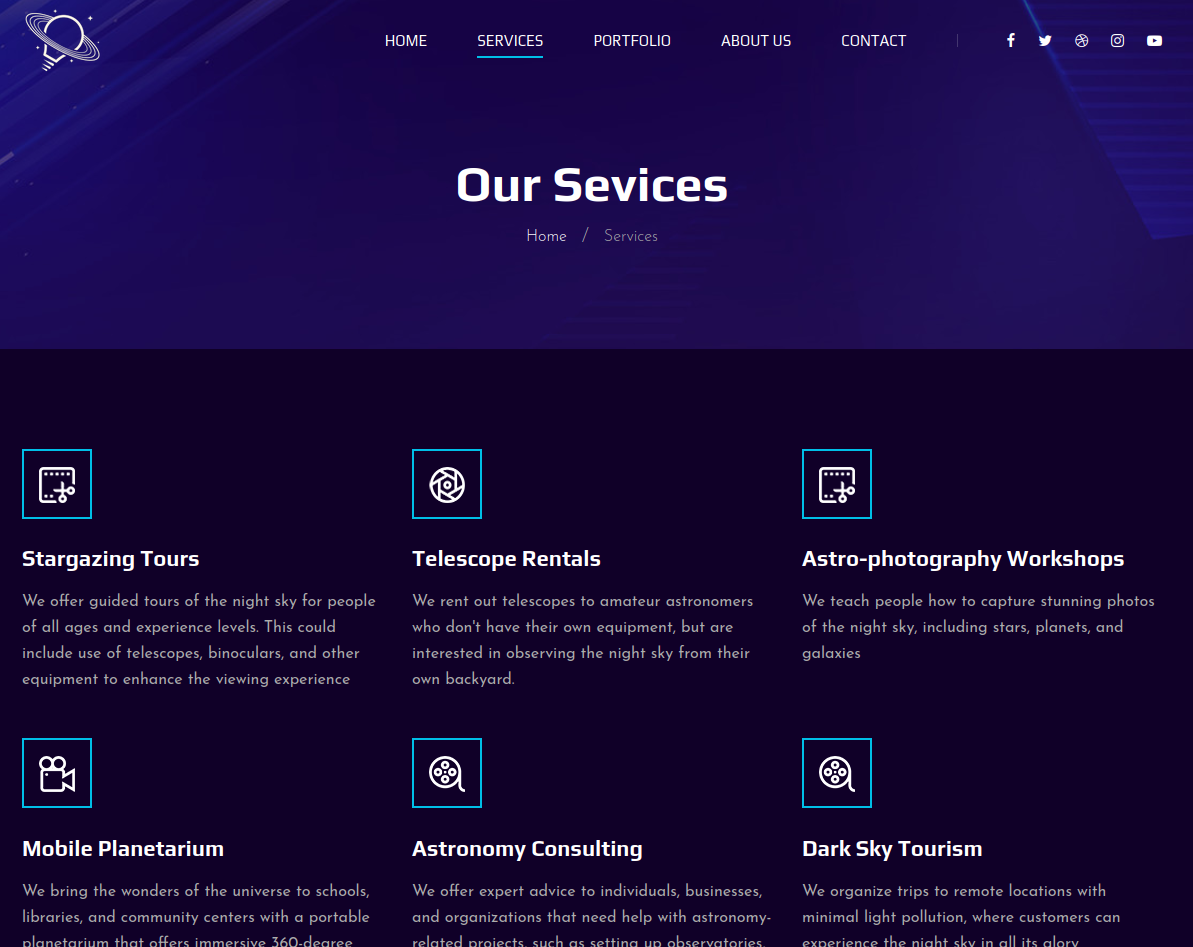 HOME SERVICES PORTFOLIO ABOUT US CONTACT
Our Sevices
Home / Services
Stargazing Tours
We offer guided tours of the night sky for people
of all ages and experience levels. This could
include use of telescopes, binoculars, and other
equipment to enhance the viewing experience
Telescope Rentals
We rent out telescopes to amateur astronomers
who don't have their own equipment, but are
interested in observing the night sky from their
own backyard.
Astro-photography Workshops
We teach people how to capture stunning photos
of the night sky, including stars, planets, and
galaxies
Mobile Planetarium
We bring the wonders of the universe to schools,
libraries, and community centers with a portable
planetarium that offers immersive 360-degree
Astronomy Consulting
We offer expert advice to individuals, businesses,
and organizations that need help with astronomy-
related projects, such as setting up observatories,
Dark Sky Tourism
We organize trips to remote locations with
minimal light pollution, where customers can
experience the night sky in all its glory